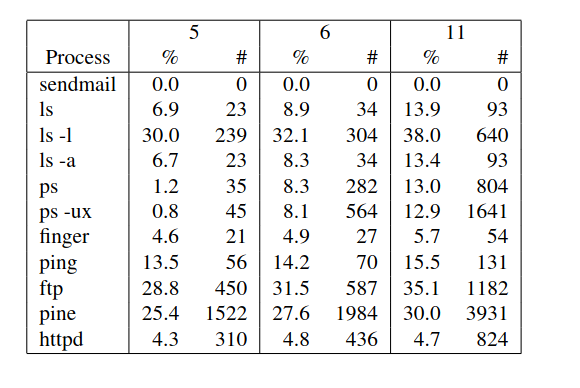 5 6 11
Process % # % # % #
sendmail 0.0 0 0.0 0 0.0 0
ls 6.9 23 8.9 34 13.9 93
ls -l 30.0 239 32.1 304 38.0 640
ls -a 6.7 23 8.3 34 13.4 93
ps 1.2 35 8.3 282 13.0 804
ps -ux 0.8 45 8.1 564 12.9 1641
finger 4.6 21 4.9 27 5.7 54
ping 13.5 56 14.2 70 15.5 131
ftp 28.8 450 31.5 587 35.1 1182
pine 25.4 1522 27.6 1984 30.0 3931
httpd 4.3 310 4.8 436 4.7 824